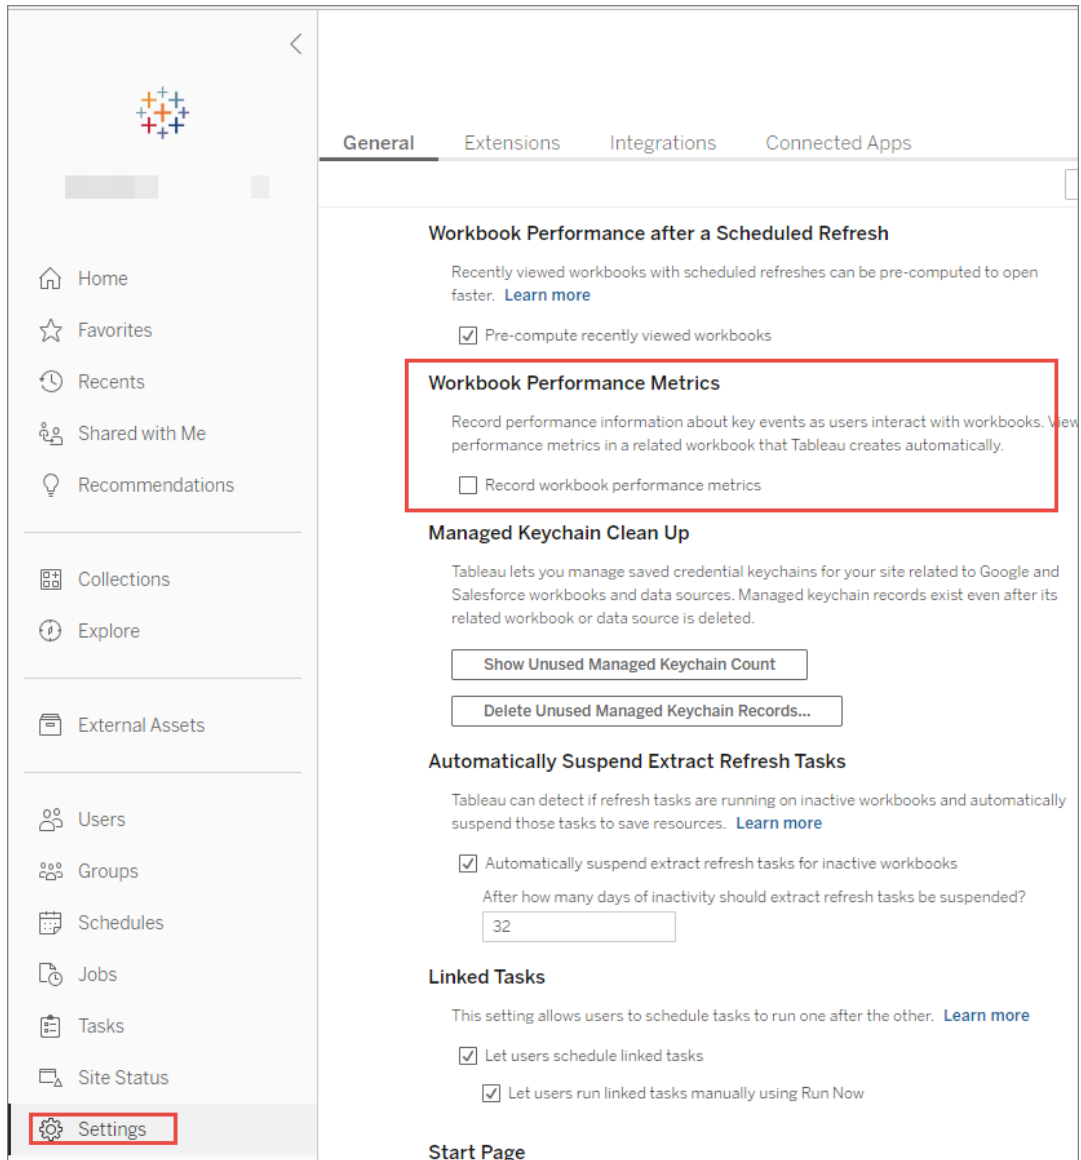 Home
Favorites
Recents
Shared with Me
Recommendations
Collections
Explore
External Assets
Users
Groups
Schedules
Jobs
Tasks
Site Status
Settings
General Extensions Integrations Connected Apps
Workbook Performance after a Scheduled Refresh
Recently viewed workbooks with scheduled refreshes can be pre-computed to open
faster. Learn more
Pre-compute recently viewed workbooks
Workbook Performance Metrics
Record performance information about key events as users interact with workbooks. View
performance metrics in a related workbook that Tableau creates automatically.
Record workbook performance metrics
Managed Keychain Clean Up
Tableau lets you manage saved credential keychains for your site related to Google and
Salesforce workbooks and data sources. Managed keychain records exist even after its
related workbook or data source is deleted.
Show Unused Managed Keychain Count
Delete Unused Managed Keychain Records...
Automatically Suspend Extract Refresh Tasks
Tableau can detect if refresh tasks are running on inactive workbooks and automatically
suspend those tasks to save resources. Learn more
Automatically suspend extract refresh tasks for inactive workbooks
After how many days of inactivity should extract refresh tasks be suspended?
32
Linked Tasks
This setting allows users to schedule tasks to run one after the other. Learn more
Let users schedule linked tasks
Let users run linked tasks manually using Run Now
Start Page